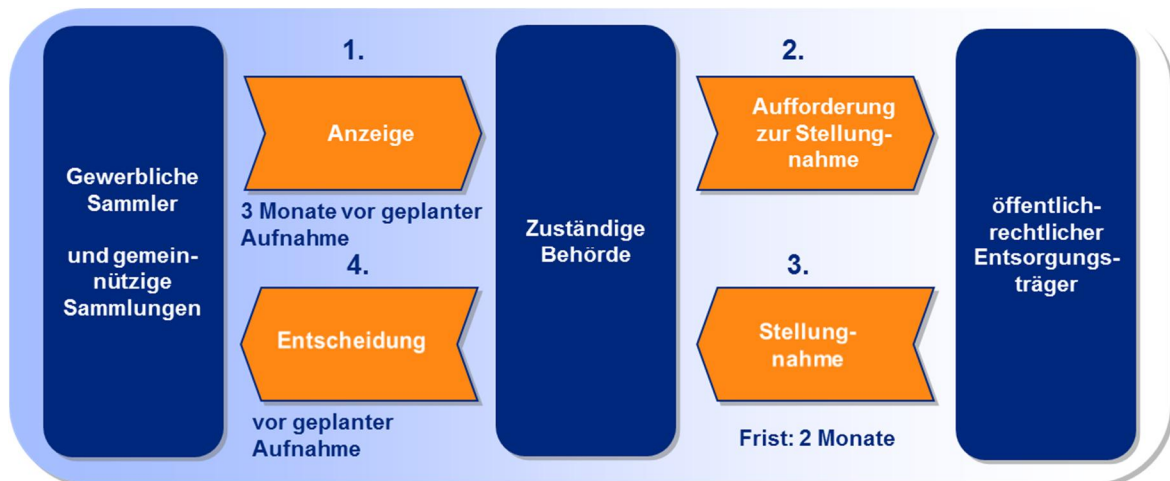 Gewerbliche
Sammler
und gemein-
nützige
Sammlungen
1.
Anzeige
3 Monate vor geplanter
Aufnahme
4.
Entscheidung
vor geplanter
Aufnahme
Zuständige
Behörde
2.
Aufforderung
zur Stellung-
nahme
3.
Stellung-
nahme
Frist: 2 Monate
öffentlich-
rechtlicher
Entsorgungs-
träger